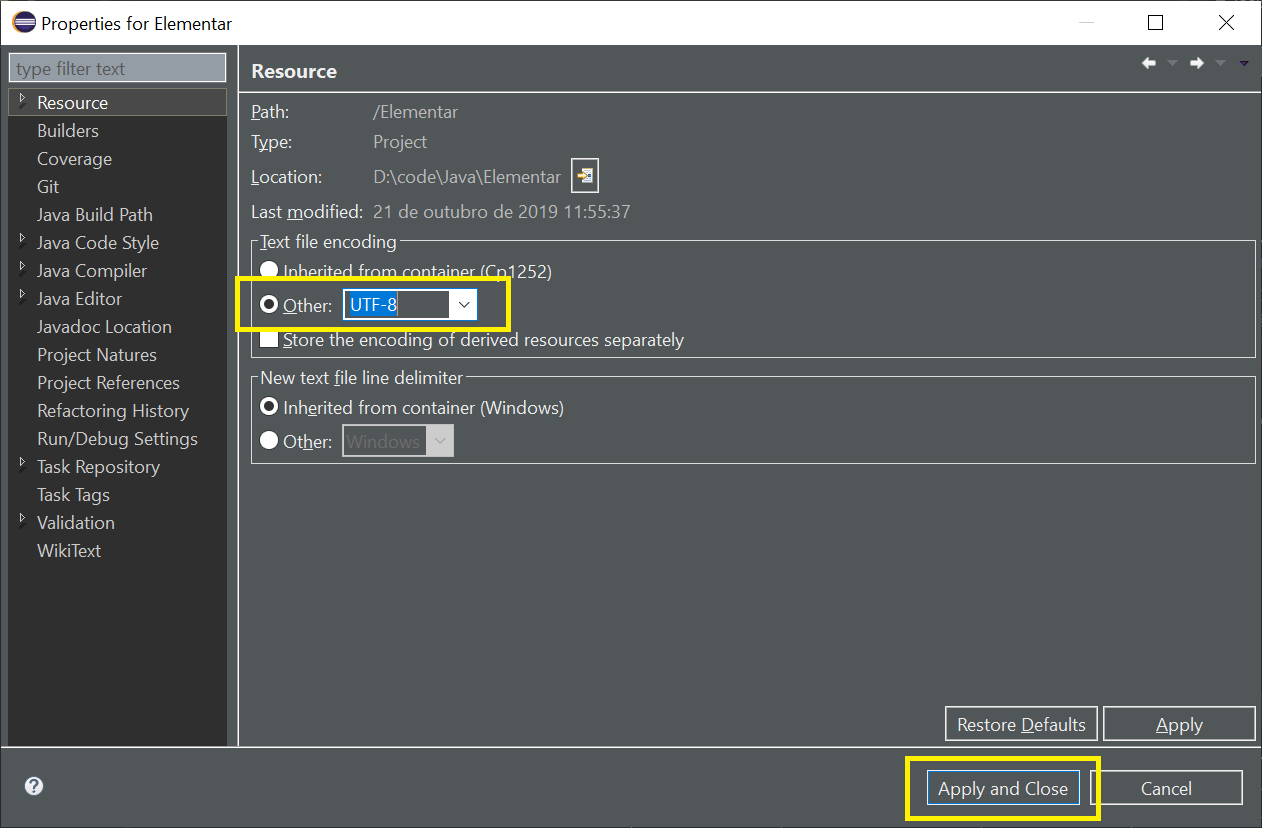 Properties for Elementar
type filter text
Resource
Builders
Coverage
Git
Java Build Path
Java Code Style
Java Compiler
Java Editor
Javadoc Location
Project Natures
Project References
Refactoring History
Run/Debug Settings
Task Repository
Task Tags
Validation
WikiText
Resource
Path: /Elementar
Type: Project
Location: D:\code\Java\Elementar
Last modified: 21 de outubro de 2019 11:55:37
Text file encoding
Inherited from container (Cp1252)
Other: UTF-8
Store the encoding of derived resources separately
New text file line delimiter
Inherited from container (Windows)
Other: Windows
Restore Defaults Apply
? Apply and Close Cancel